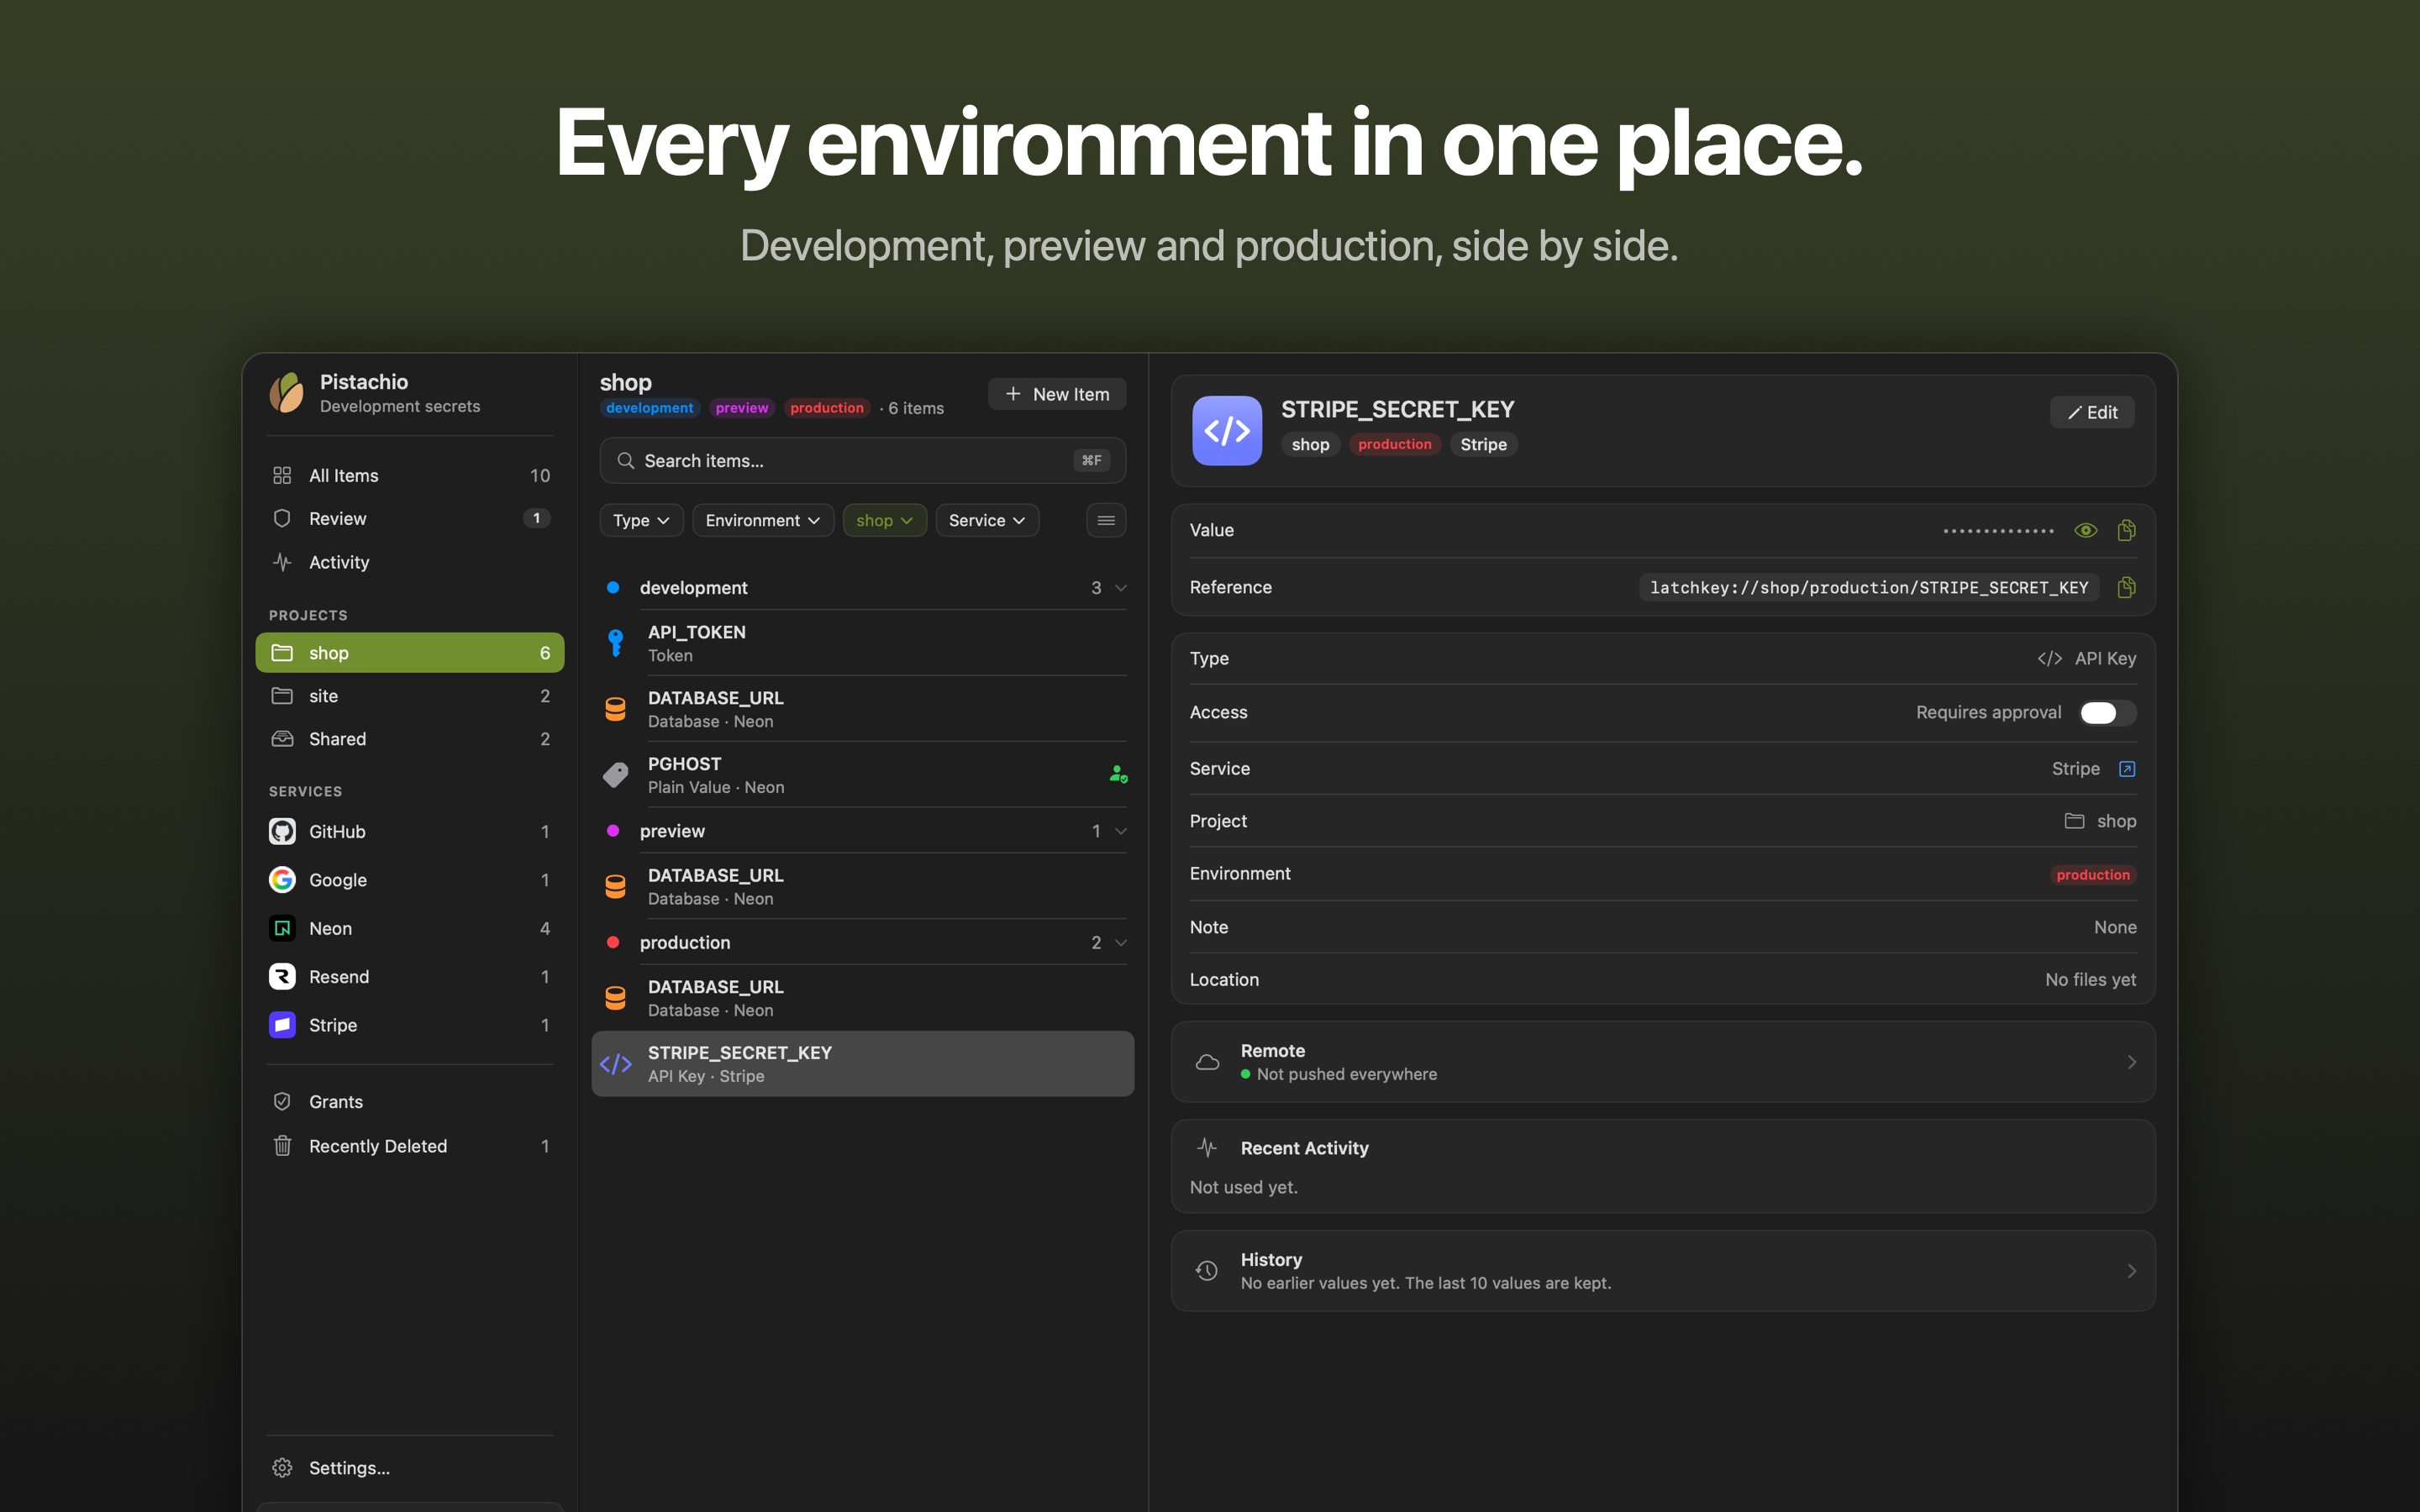 Every environment in one place.
Development, preview and production, side by side.
Pistachio
Development secrets
All Items 10
Review 1
Activity
PROJECTS
shop 6
site 2
Shared 2
SERVICES
GitHub 1
Google 1
Neon 4
Resend 1
Stripe 1
Grants
Recently Deleted 1
Settings...
shop
development preview production · 6 items
+ New Item
Search items... ⌘F
Type Environment shop Service
development 3
API_TOKEN
Token
DATABASE_URL
Database · Neon
PGHOST
Plain Value · Neon
preview 1
DATABASE_URL
Database · Neon
production 2
DATABASE_URL
Database · Neon
STRIPE_SECRET_KEY
API Key · Stripe
STRIPE_SECRET_KEY
shop production Stripe
Edit
Value ••••••••••••••
Reference latchkey://shop/production/STRIPE_SECRET_KEY
Type </> API Key
Access Requires approval
Service Stripe
Project shop
Environment production
Note None
Location No files yet
Remote
Not pushed everywhere
Recent Activity
Not used yet.
History
No earlier values yet. The last 10 values are kept.